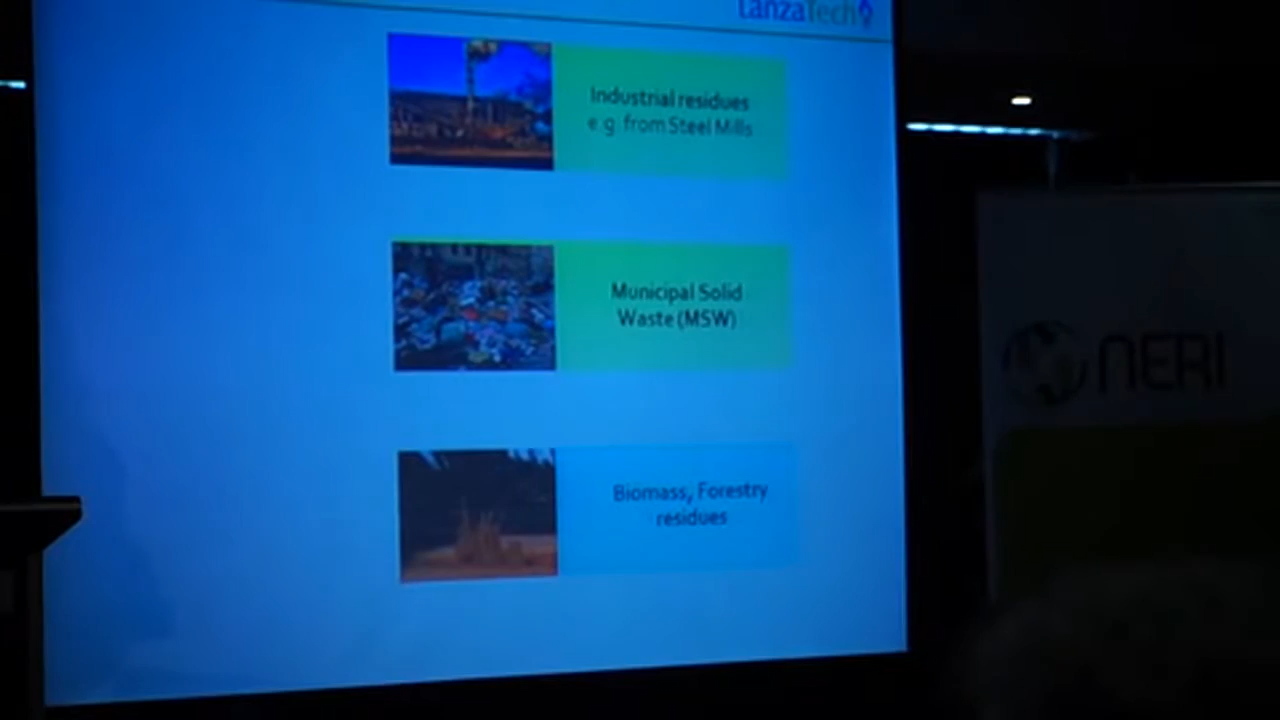 LanzaTech
Industrial residues
e.g. from Steel Mills
Municipal Solid
Waste (MSW)
Biomass, Forestry
residues
NERI